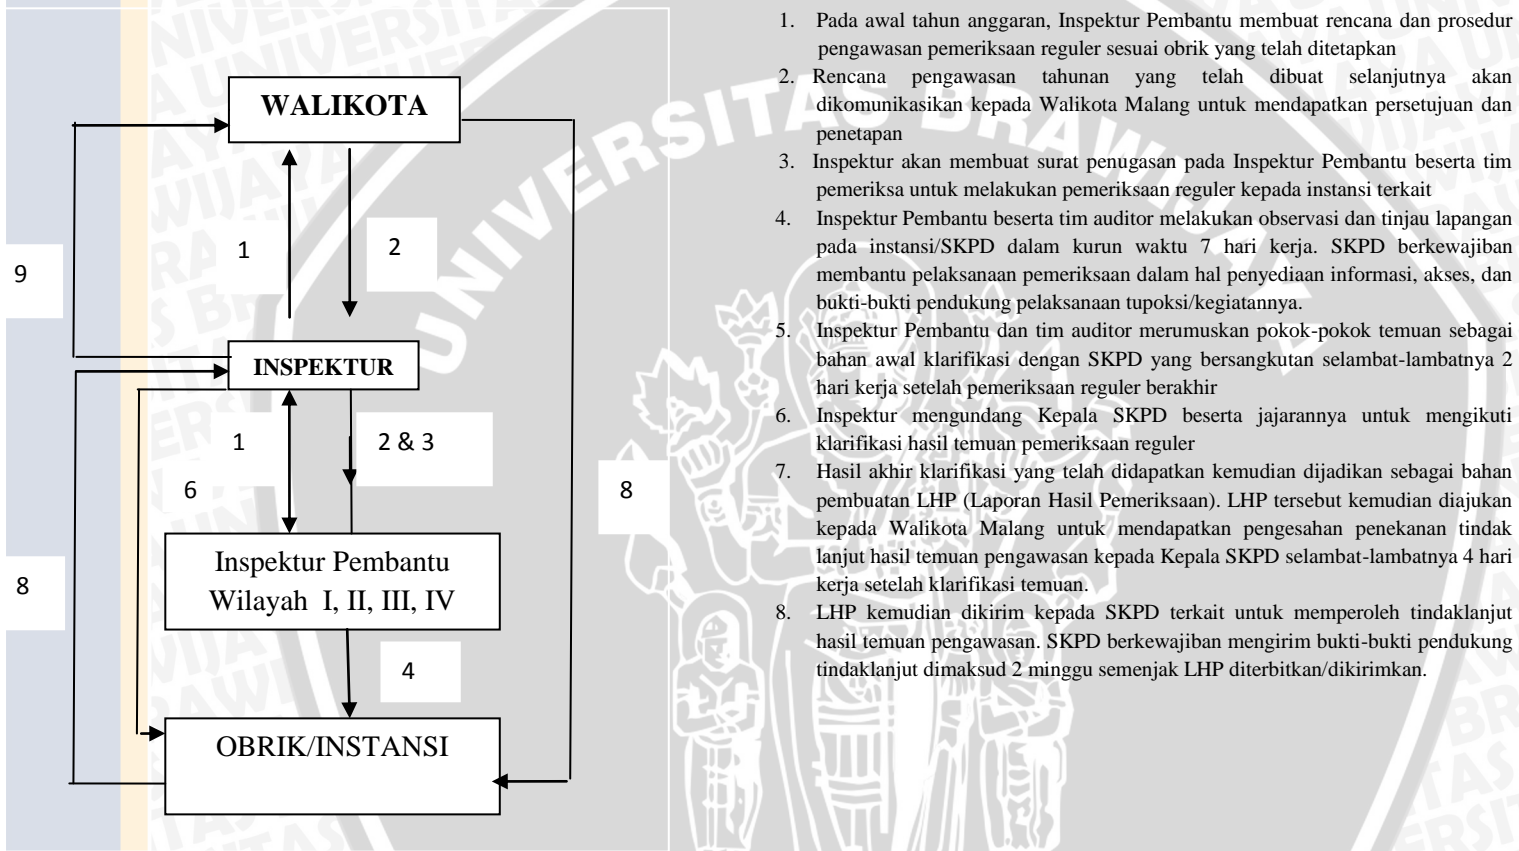 WALIKOTA
1
2
9
INSPEKTUR
1
2 & 3
6
8
Inspektur Pembantu
Wilayah I, II, III, IV
8
4
OBRIK/INSTANSI
1. Pada awal tahun anggaran, Inspektur Pembantu membuat rencana dan prosedur
pengawasan pemeriksaan reguler sesuai obrik yang telah ditetapkan
2. Rencana pengawasan tahunan yang telah dibuat selanjutnya akan
dikomunikasikan kepada Walikota Malang untuk mendapatkan persetujuan dan
penetapan
3. Inspektur akan membuat surat penugasan pada Inspektur Pembantu beserta tim
pemeriksa untuk melakukan pemeriksaan reguler kepada instansi terkait
4. Inspektur Pembantu beserta tim auditor melakukan observasi dan tinjau lapangan
pada instansi/SKPD dalam kurun waktu 7 hari kerja. SKPD berkewajiban
membantu pelaksanaan pemeriksaan dalam hal penyediaan informasi, akses, dan
bukti-bukti pendukung pelaksanaan tupoksi/kegiatannya.
5. Inspektur Pembantu dan tim auditor merumuskan pokok-pokok temuan sebagai
bahan awal klarifikasi dengan SKPD yang bersangkutan selambat-lambatnya 2
hari kerja setelah pemeriksaan reguler berakhir
6. Inspektur mengundang Kepala SKPD beserta jajarannya untuk mengikuti
klarifikasi hasil temuan pemeriksaan reguler
7. Hasil akhir klarifikasi yang telah didapatkan kemudian dijadikan sebagai bahan
pembuatan LHP (Laporan Hasil Pemeriksaan). LHP tersebut kemudian diajukan
kepada Walikota Malang untuk mendapatkan pengesahan penekanan tindak
lanjut hasil temuan pengawasan kepada Kepala SKPD selambat-lambatnya 4 hari
kerja setelah klarifikasi temuan.
8. LHP kemudian dikirim kepada SKPD terkait untuk memperoleh tindaklanjut
hasil temuan pengawasan. SKPD berkewajiban mengirim bukti-bukti pendukung
tindaklanjut dimaksud 2 minggu semenjak LHP diterbitkan/dikirimkan.
UNIVERSITAS BRAWIJAYA